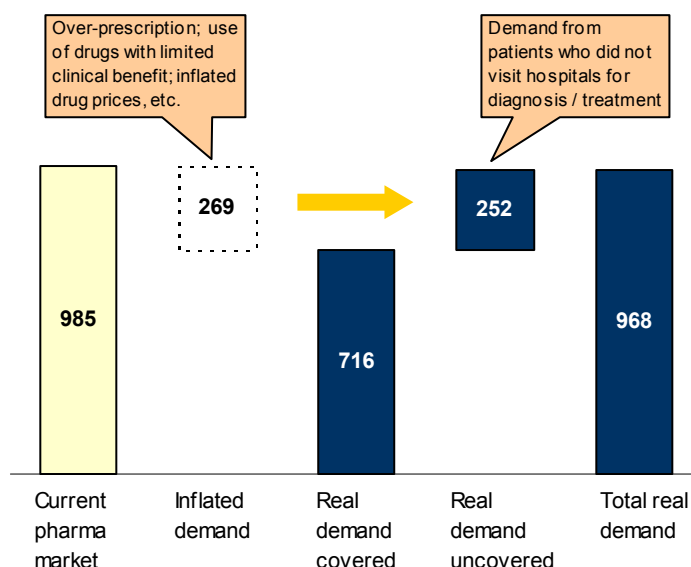 Over-prescription; use
of drugs with limited
clinical benefit; inflated
drug prices, etc.
Demand from
patients who did not
visit hospitals for
diagnosis / treatment
269
252
985
716
968
Current
pharma
market
Inflated
demand
Real
demand
covered
Real
demand
uncovered
Total real
demand